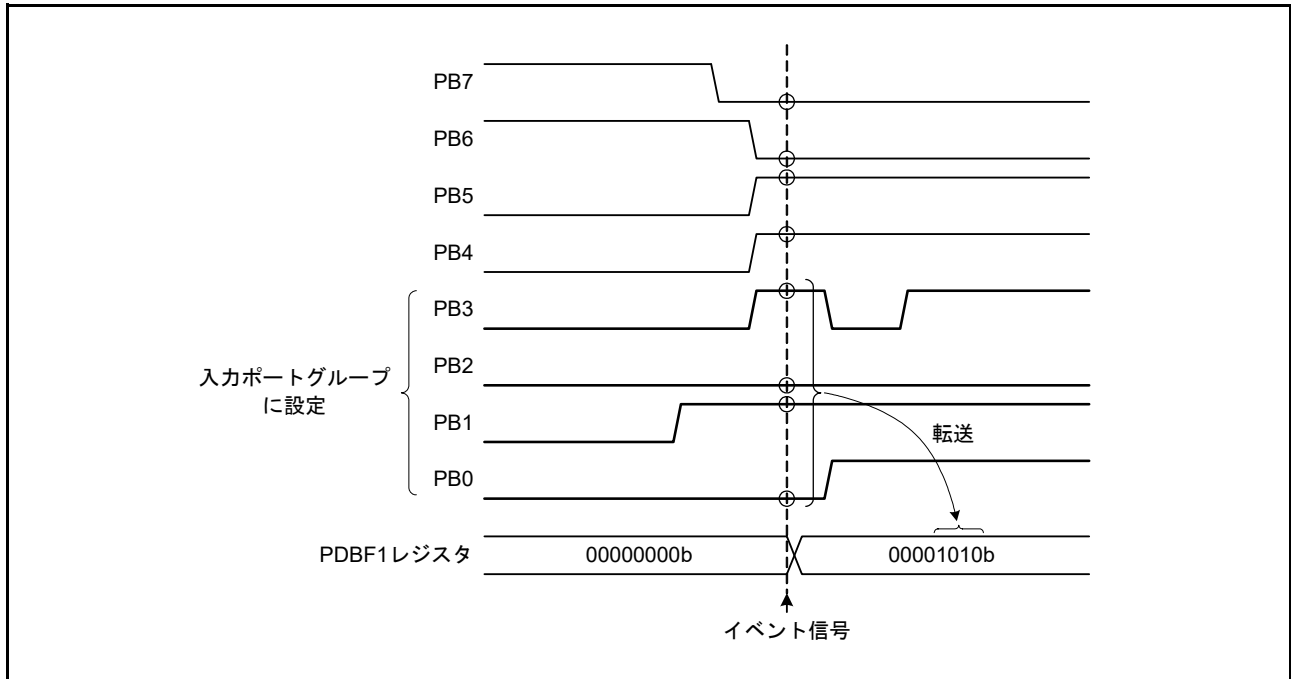 PB7
PB6
PB5
PB4
PB3
PB2
入力ポートグループ
に設定
PB1
転送
PB0
PDBF1レジスタ
00000000b
00001010b
イベント信号